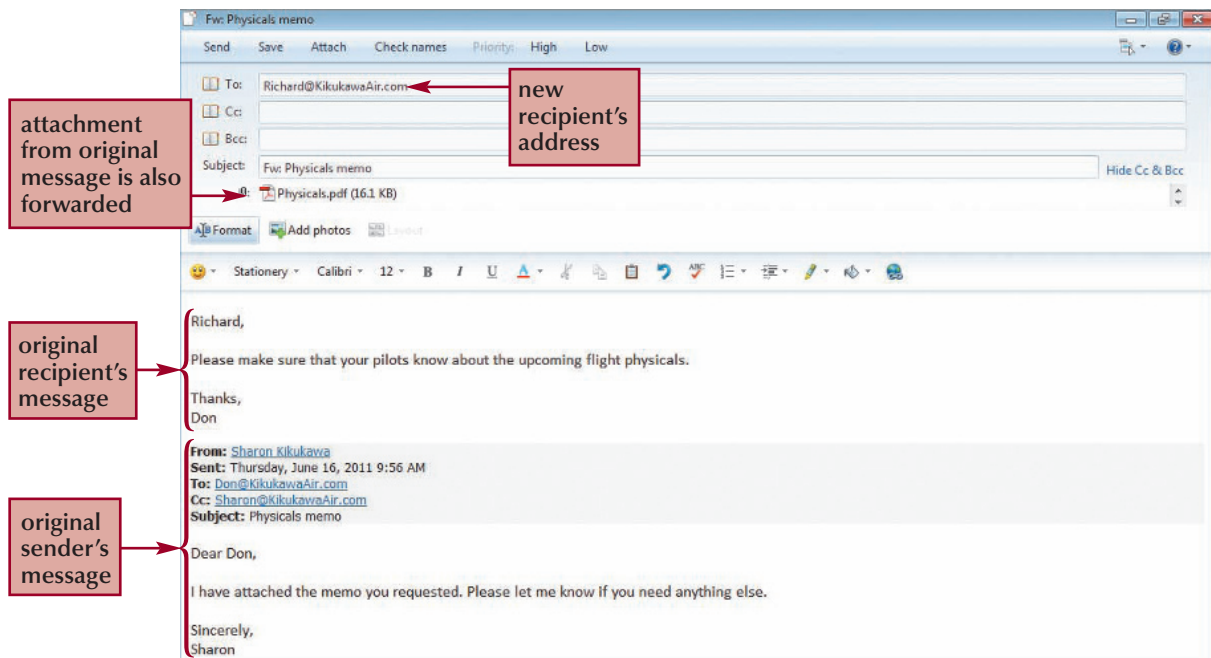 Fw: Physicals memo
Send Save Attach Check names Priority: High Low
To: Richard@KikukawaAir.com
new
recipient's
address
Cc:
Bcc:
attachment
from original
message is also
forwarded
Subject: Fw: Physicals memo
Hide Cc & Bcc
Physicals.pdf (16.1 KB)
Format Add photos Layout
Stationery Calibri 12 B I U A ABC
original
recipient's
message
Richard,
Please make sure that your pilots know about the upcoming flight physicals.
Thanks,
Don
original
sender's
message
From: Sharon Kikukawa
Sent: Thursday, June 16, 2011 9:56 AM
To: Don@KikukawaAir.com
Cc: Sharon@KikukawaAir.com
Subject: Physicals memo
Dear Don,
I have attached the memo you requested. Please let me know if you need anything else.
Sincerely,
Sharon